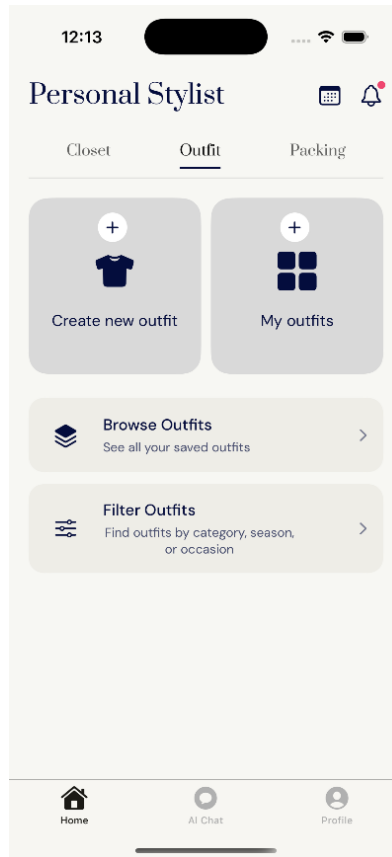 12:13
Personal Stylist
Closet
Outfit
Packing
Create new outfit
My outfits
Browse Outfits
See all your saved outfits
Filter Outfits
Find outfits by category, season,
or occasion
Home
AI Chat
Profile